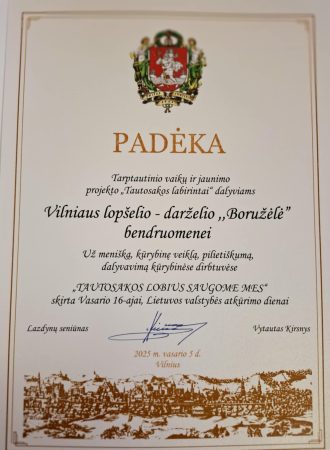 PADĖKA
Tarptautinio vaikų ir jaunimo
projekto „Tautosakos labirintai“ dalyviams
Vilniaus lopšelio - darželio ,,Boružėlė”
bendruomenei
Už menišką, kūrybinę veiklą, pilietiškumą,
dalyvavimą kūrybinėse dirbtuvėse
„TAUTOSAKOS LOBIUS SAUGOME MES“
skirta Vasario 16-ajai, Lietuvos valstybės atkūrimo dienai
Lazdynų seniūnas Vytautas Kirsnys
2025 m. vasario 5 d.
Vilnius